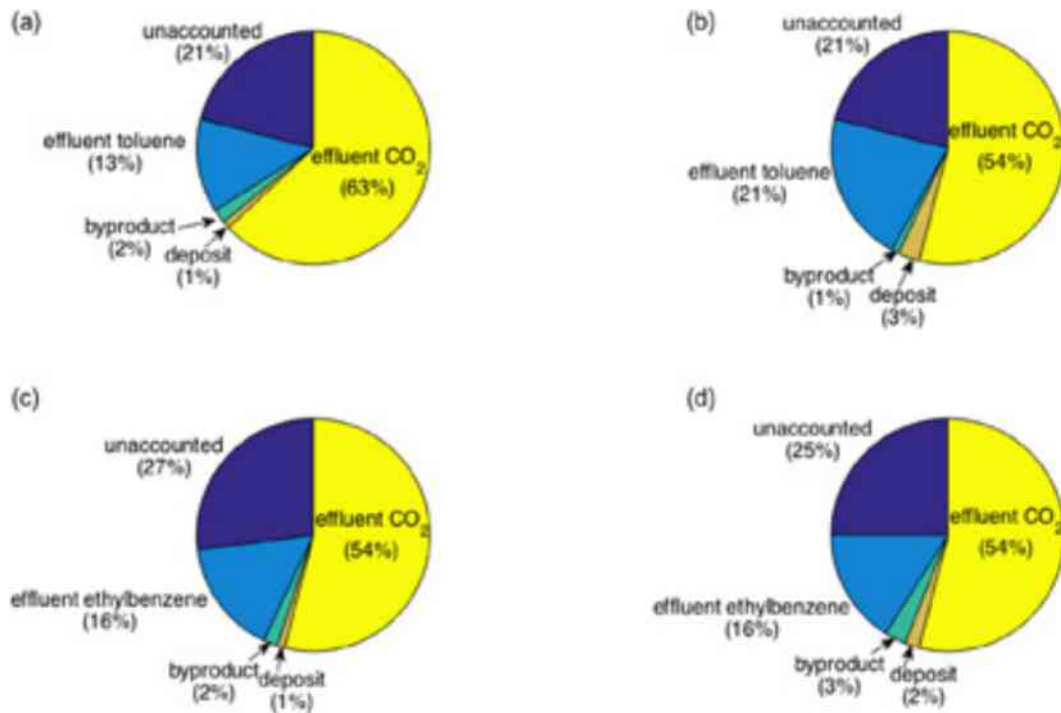 (a)
unaccounted
(21%)
effluent toluene
(13%)
byproduct
(2%)
deposit
(1%)
effluent CO2
(63%)
(b)
unaccounted
(21%)
effluent toluene
(21%)
byproduct
(1%)
deposit
(3%)
effluent CO2
(54%)
(c)
unaccounted
(27%)
effluent ethylbenzene
(16%)
byproduct
(2%)
deposit
(1%)
effluent CO2
(54%)
(d)
unaccounted
(25%)
effluent ethylbenzene
(16%)
byproduct
(3%)
deposit
(2%)
effluent CO2
(54%)